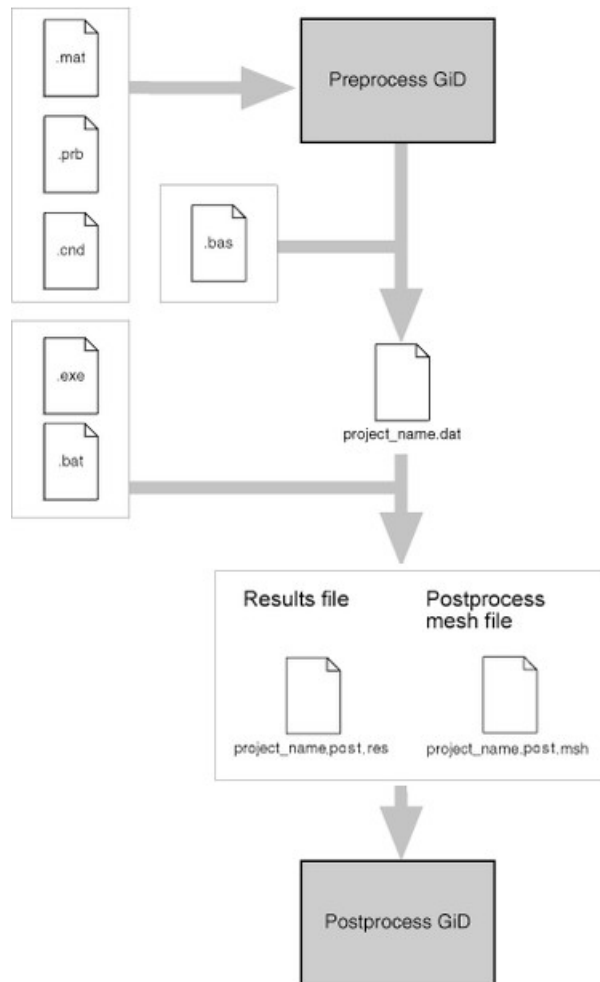 .mat
Preprocess GiD
.prb
.cnd
.bas
.exe
.bat
project_name.dat
Results file
Postprocess
mesh file
project_name.post.res
project_name.post.msh
Postprocess GiD